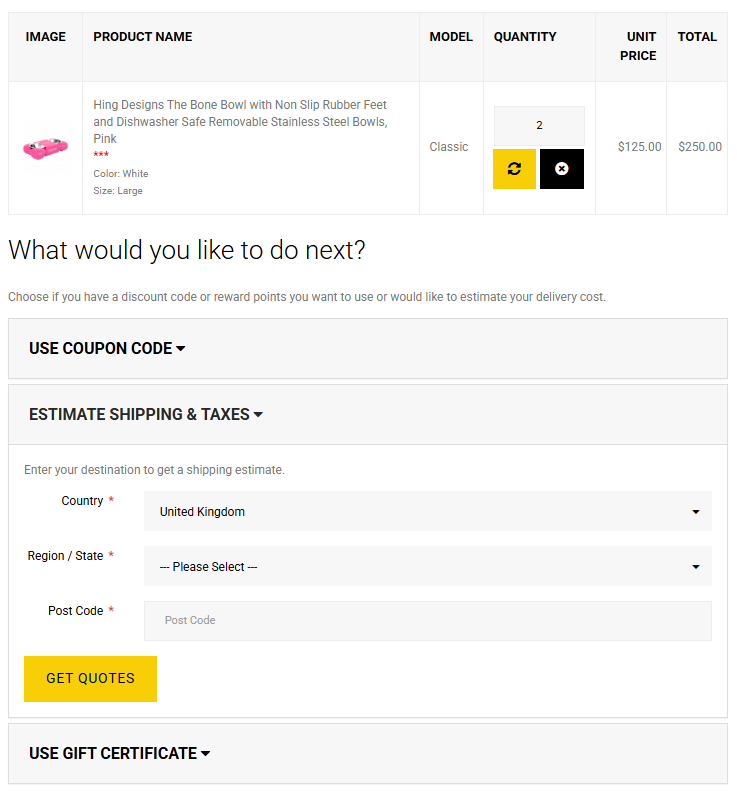 IMAGE PRODUCT NAME MODEL QUANTITY UNIT PRICE TOTAL
Hing Designs The Bone Bowl with Non Slip Rubber Feet
and Dishwasher Safe Removable Stainless Steel Bowls,
Pink
***
Color: White
Size: Large
Classic
2
$125.00
$250.00
What would you like to do next?
Choose if you have a discount code or reward points you want to use or would like to estimate your delivery cost.
USE COUPON CODE
ESTIMATE SHIPPING & TAXES
Enter your destination to get a shipping estimate.
Country * United Kingdom
Region / State * --- Please Select ---
Post Code * Post Code
GET QUOTES
USE GIFT CERTIFICATE